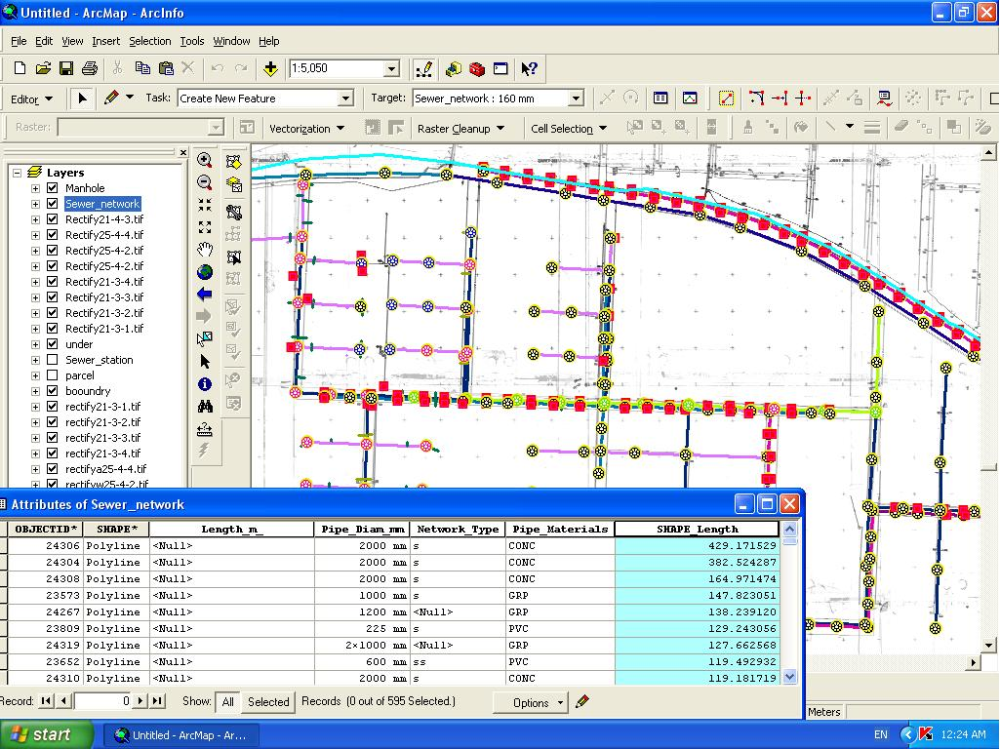 Untitled - ArcMap - ArcInfo
File Edit View Insert Selection Tools Window Help
1:5,050
Editor Task: Create New Feature Target: Sewer_network : 160 mm
Raster: Vectorization Raster Cleanup Cell Selection
Layers
Manhole
Sewer_network
Rectify21-4-3.tif
Rectify25-4-4.tif
Rectify25-4-2.tif
Rectify25-4-2.tif
Rectify21-3-4.tif
Rectify21-3-3.tif
Rectify21-3-2.tif
Rectify21-3-1.tif
under
Sewer_station
parcel
booundry
rectify21-3-1.tif
rectify21-3-2.tif
rectify21-3-3.tif
rectify21-3-4.tif
rectifya25-4-4.tif
rectifyw25-4-2.tif
Attributes of Sewer_network
OBJECTID* SHAPE* Length_m_ Pipe_Diam_mm Network_Type Pipe_Materials SHAPE_Length
24306 Polyline <Null> 2000 mm s CONC 429.171529
24304 Polyline <Null> 2000 mm s CONC 382.524287
24308 Polyline <Null> 2000 mm s CONC 164.971474
23573 Polyline <Null> 1000 mm s GRP 147.823051
24267 Polyline <Null> 1200 mm <Null> GRP 138.239120
23809 Polyline <Null> 225 mm s PVC 129.243056
24319 Polyline <Null> 2×1000 mm <Null> GRP 127.662568
23652 Polyline <Null> 600 mm ss PVC 119.492932
24310 Polyline <Null> 2000 mm s CONC 119.181719
Record: 0 Show: All Selected Records (0 out of 595 Selected.) Options
Meters
start Untitled - ArcMap - Ar... EN 12:24 AM